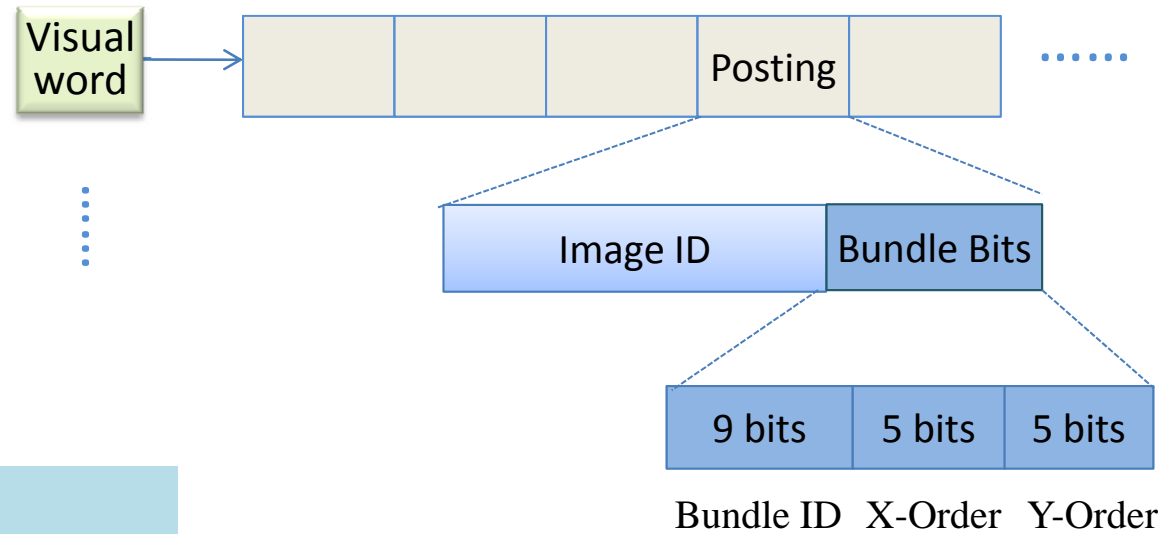 Visual
word
Posting
......
Image ID
Bundle Bits
9 bits
5 bits
5 bits
Bundle ID
X-Order
Y-Order